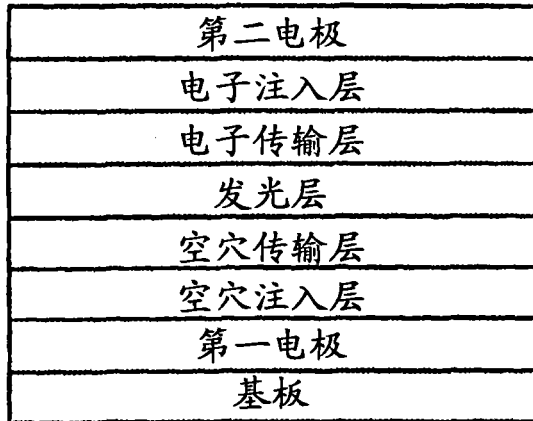 第二电极
电子注入层
电子传输层
发光层
空穴传输层
空穴注入层
第一电极
基板